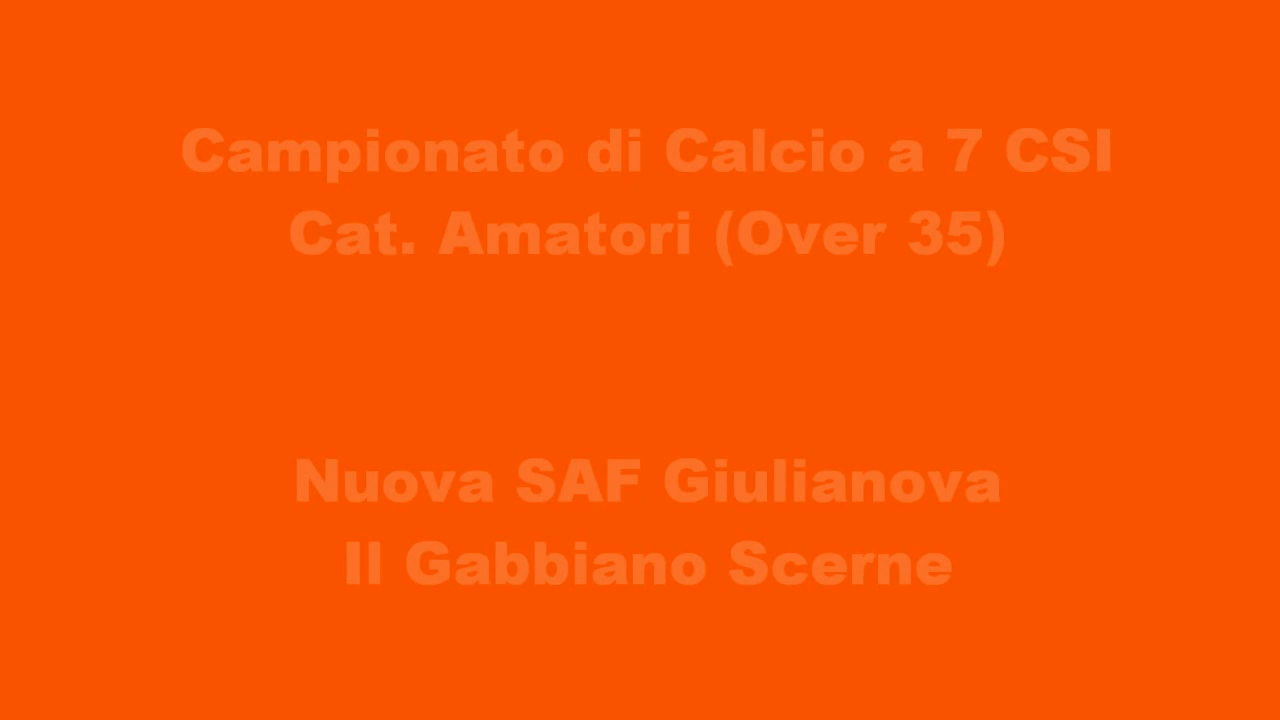 Campionato di Calcio a 7 CSI
Cat. Amatori (Over 35)
Nuova SAF Giulianova
Il Gabbiano Scerne